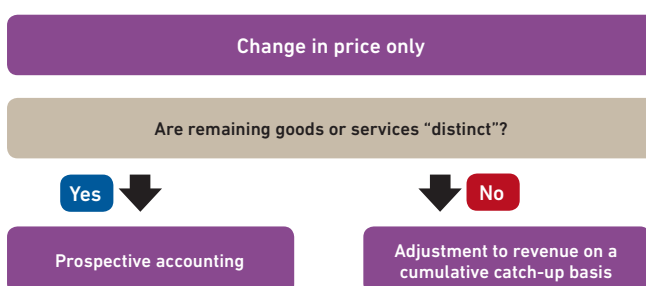 Change in price only
Are remaining goods or services “distinct”?
Yes
No
Prospective accounting
Adjustment to revenue on a
cumulative catch-up basis